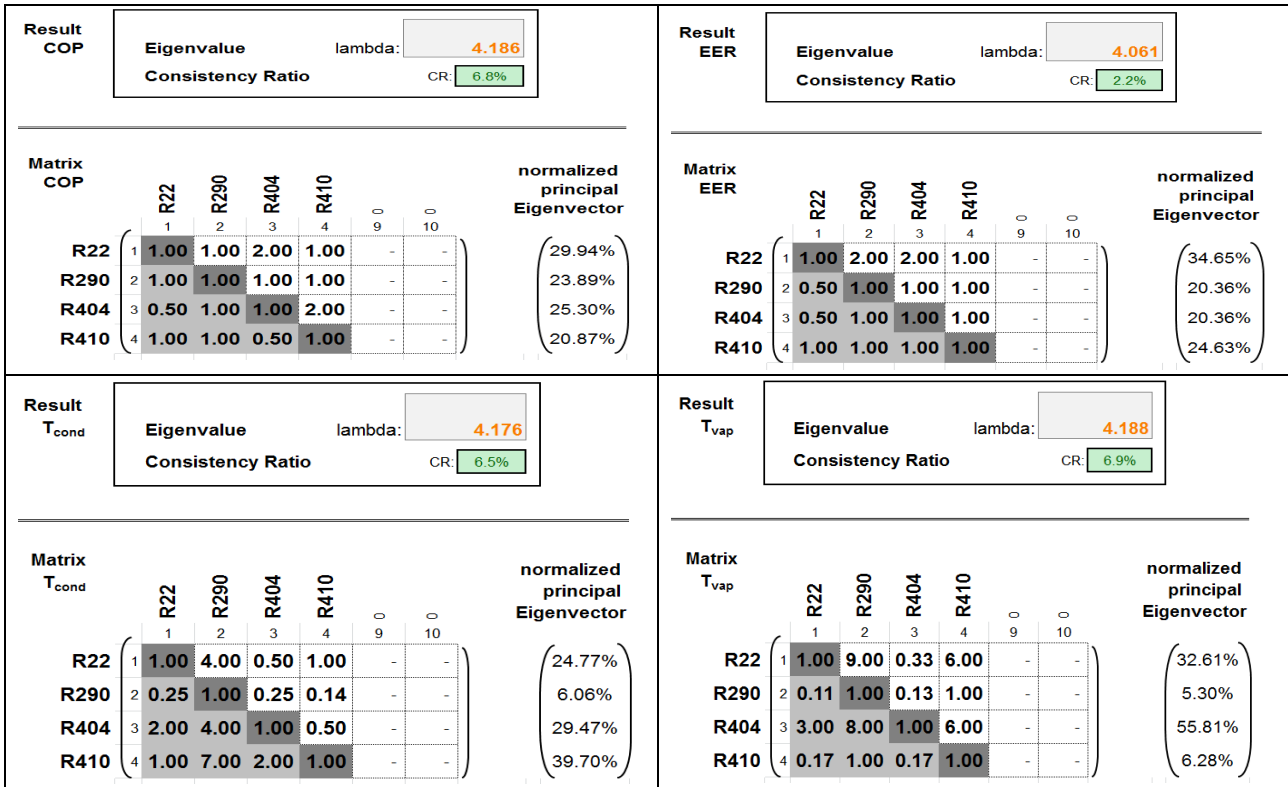 Result
COP
Eigenvalue lambda: 4.186
Consistency Ratio CR: 6.8%
Matrix
COP
R22 R290 R404 R410 0 0
normalized
principal
Eigenvector
1 2 3 4 9 10
R22 1 1.00 1.00 2.00 1.00 - - 29.94%
R290 2 1.00 1.00 1.00 1.00 - - 23.89%
R404 3 0.50 1.00 1.00 2.00 - - 25.30%
R410 4 1.00 1.00 0.50 1.00 - - 20.87%
Result
EER
Eigenvalue lambda: 4.061
Consistency Ratio CR: 2.2%
Matrix
EER
R22 R290 R404 R410 0 0
normalized
principal
Eigenvector
1 2 3 4 9 10
R22 1 1.00 2.00 2.00 1.00 - - 34.65%
R290 2 0.50 1.00 1.00 1.00 - - 20.36%
R404 3 0.50 1.00 1.00 1.00 - - 20.36%
R410 4 1.00 1.00 1.00 1.00 - - 24.63%
Result
Tcond
Eigenvalue lambda: 4.176
Consistency Ratio CR: 6.5%
Matrix
Tcond
R22 R290 R404 R410 0 0
normalized
principal
Eigenvector
1 2 3 4 9 10
R22 1 1.00 4.00 0.50 1.00 - - 24.77%
R290 2 0.25 1.00 0.25 0.14 - - 6.06%
R404 3 2.00 4.00 1.00 0.50 - - 29.47%
R410 4 1.00 7.00 2.00 1.00 - - 39.70%
Result
Tvap
Eigenvalue lambda: 4.188
Consistency Ratio CR: 6.9%
Matrix
Tvap
R22 R290 R404 R410 0 0
normalized
principal
Eigenvector
1 2 3 4 9 10
R22 1 1.00 9.00 0.33 6.00 - - 32.61%
R290 2 0.11 1.00 0.13 1.00 - - 5.30%
R404 3 3.00 8.00 1.00 6.00 - - 55.81%
R410 4 0.17 1.00 0.17 1.00 - - 6.28%